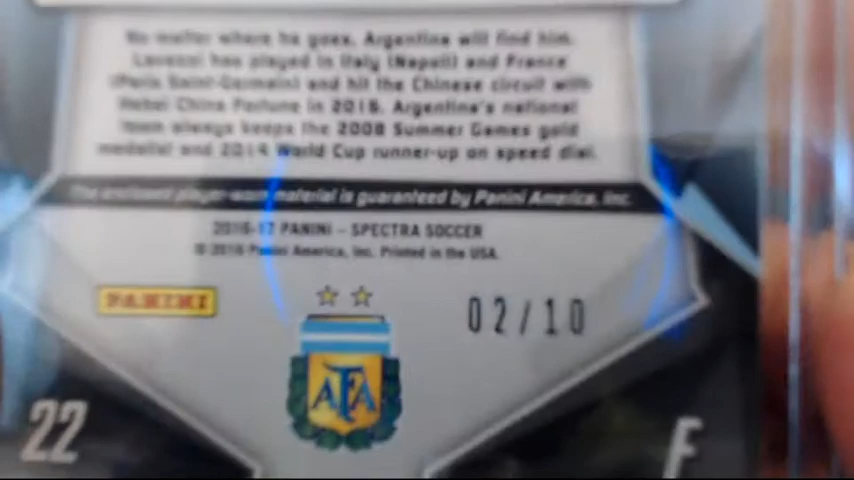 No matter where he goes, Argentina will find him.
Lavezzi has played in Italy (Napoli) and France
(Paris Saint-Germain) and hit the Chinese circuit with
Hebei China Fortune in 2016. Argentina's national
team always keeps the 2008 Summer Games gold
medalist and 2014 World Cup runner-up on speed dial.
The enclosed player-worn material is guaranteed by Panini America, Inc.
2016-17 PANINI - SPECTRA SOCCER
© 2016 Panini America, Inc. Printed in the USA.
PANINI
02/10
AFA
22
F